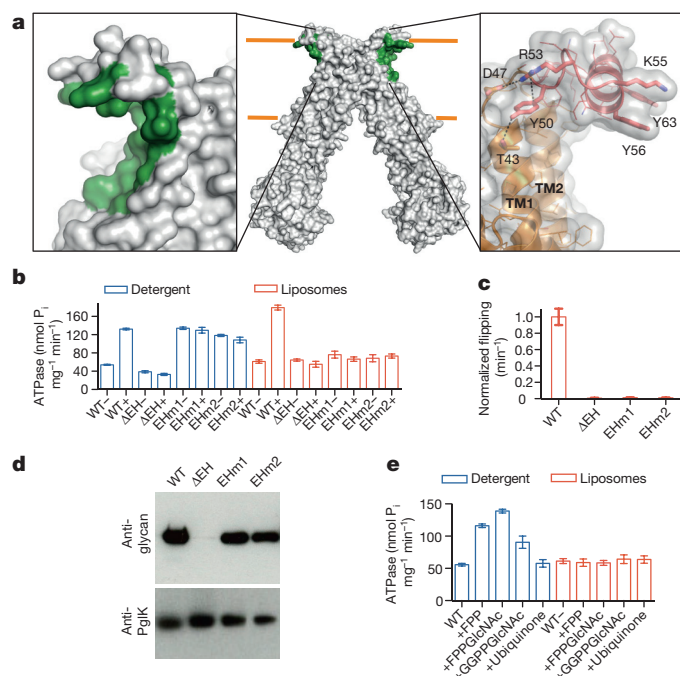 a
D47
R53
K55
Y50
Y63
Y56
T43
TM2
TM1
b
Detergent
Liposomes
ATPase (nmol Pi
mg−1 min−1)
160
120
80
40
0
WT−
WT+
ΔEH−
ΔEH+
EHm1−
EHm1+
EHm2−
EHm2+
WT−
WT+
ΔEH−
ΔEH+
EHm1−
EHm1+
EHm2−
EHm2+
c
Normalized flipping
(min−1)
1.0
0.8
0.6
0.4
0.2
0
WT
ΔEH
EHm1
EHm2
d
WT
ΔEH
EHm1
EHm2
Anti-
glycan
Anti-
PglK
e
Detergent
Liposomes
ATPase (nmol Pi
mg−1 min−1)
150
100
50
0
WT
+FPP
+FPPGlcNAc
+GGPPGlcNAc
+Ubiquinone
WT−
+FPP
+FPPGlcNAc
+GGPPGlcNAc
+Ubiquinone